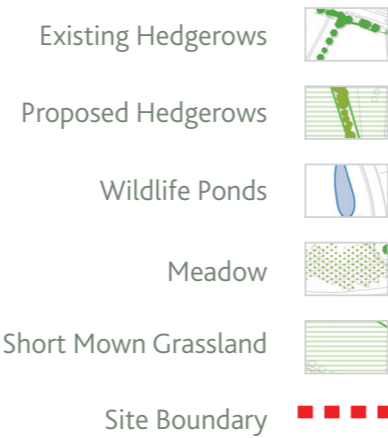 Existing Hedgerows
Proposed Hedgerows
Wildlife Ponds
Meadow
Short Mown Grassland
Site Boundary